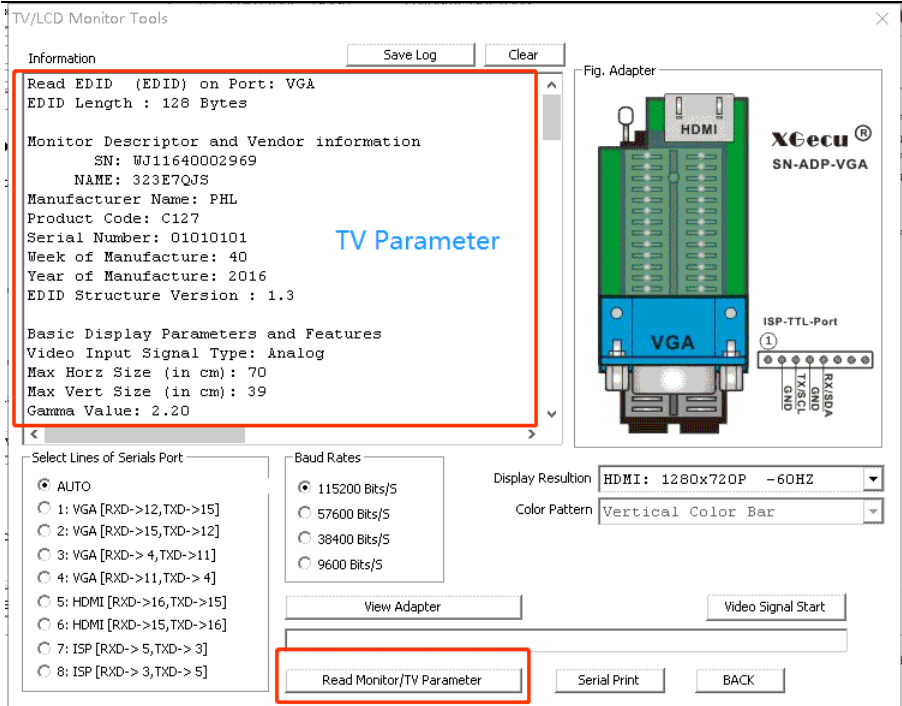 TV/LCD Monitor Tools
Information
Save Log
Clear
Read EDID (EDID) on Port: VGA
EDID Length : 128 Bytes
Monitor Descriptor and Vendor information
SN: WJ11640002969
NAME: 323E7QJS
Manufacturer Name: PHL
Product Code: C127
Serial Number: 01010101
Week of Manufacture: 40
Year of Manufacture: 2016
EDID Structure Version : 1.3
Basic Display Parameters and Features
Video Input Signal Type: Analog
Max Horz Size (in cm): 70
Max Vert Size (in cm): 39
Gamma Value: 2.20
TV Parameter
Fig. Adapter
HDMI
XGecu ®
SN-ADP-VGA
VGA
ISP-TTL-Port
1
GND
TX/SCL
GND
RX/SDA
Select Lines of Serials Port
AUTO
1: VGA [RXD->12,TXD->15]
2: VGA [RXD->15,TXD->12]
3: VGA [RXD-> 4,TXD->11]
4: VGA [RXD->11,TXD-> 4]
5: HDMI [RXD->16,TXD->15]
6: HDMI [RXD->15,TXD->16]
7: ISP [RXD-> 5,TXD-> 3]
8: ISP [RXD-> 3,TXD-> 5]
Baud Rates
115200 Bits/S
57600 Bits/S
38400 Bits/S
9600 Bits/S
Display Resultion HDMI: 1280x720P -60HZ
Color Pattern Vertical Color Bar
View Adapter
Video Signal Start
Read Monitor/TV Parameter
Serial Print
BACK